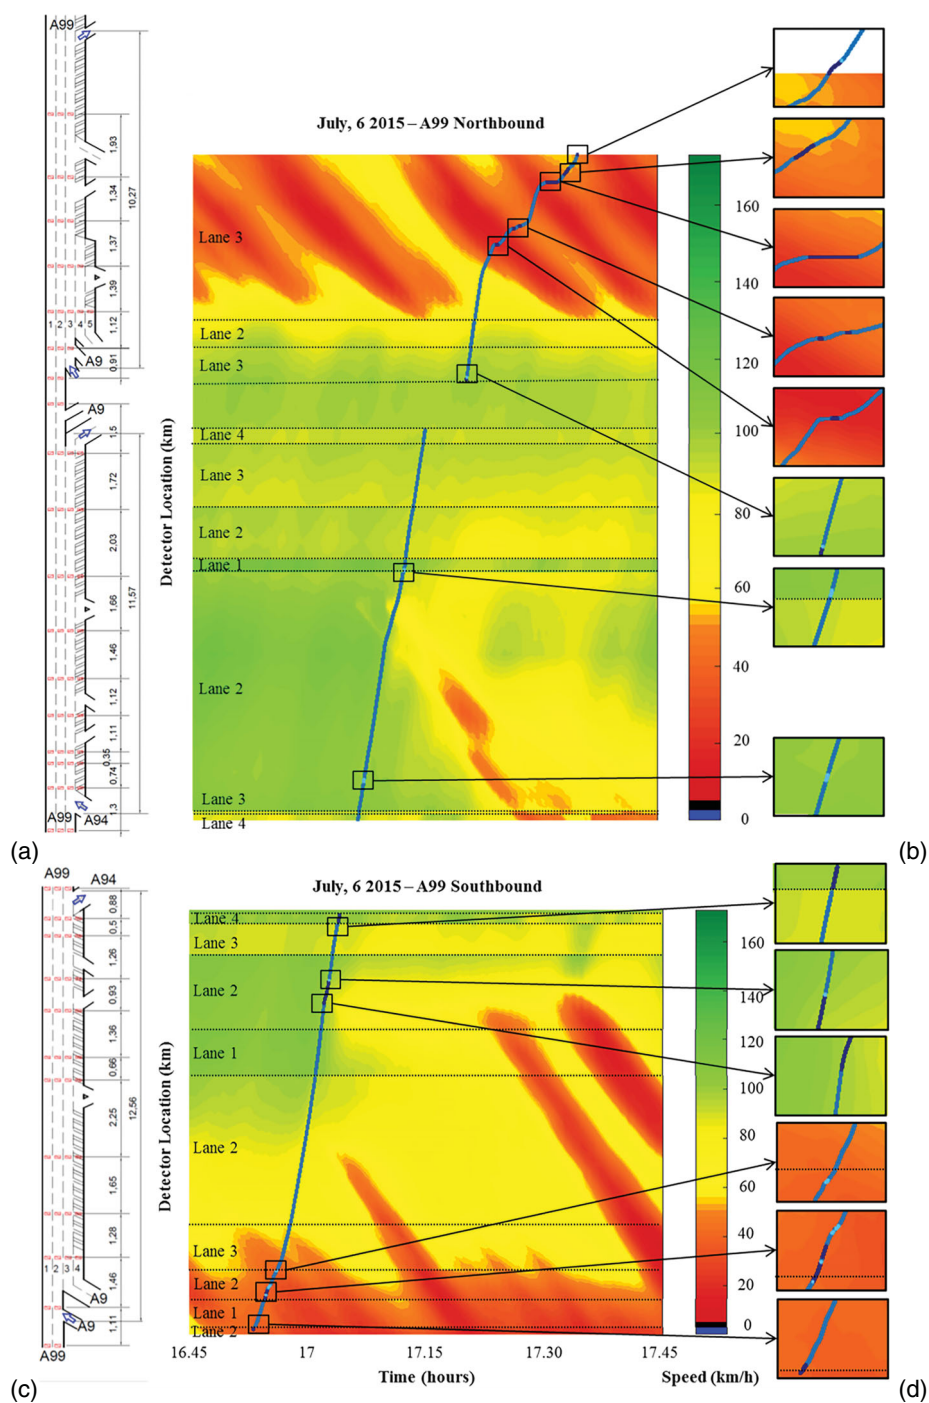 A99
1,93
1,34
10,27
1,37
1,39
1 2 3 4 5
1,12
A9
0,91
A9
1,5
1,72
2,03
1,66
11,57
1,46
1,12
1,11
0,35
0,74
1,3
A99
A94
(a)
July, 6 2015 – A99 Northbound
Detector Location (km)
Lane 3
Lane 2
Lane 3
Lane 4
Lane 3
Lane 2
Lane 1
Lane 2
Lane 3
Lane 4
160
140
120
100
80
60
40
20
0
(b)
A99
A94
0,88
0,5
1,26
0,93
1,36
0,66
2,25
12,56
1,65
1,28
1 2 3 4
1,46
A9
A9
1,11
A99
(c)
July, 6 2015 – A99 Southbound
Detector Location (km)
Lane 4
Lane 3
Lane 2
Lane 1
Lane 2
Lane 3
Lane 2
Lane 1
Lane 2
160
140
120
100
80
60
40
20
0
16.45 17 17.15 17.30 17.45
Time (hours)
Speed (km/h)
(d)